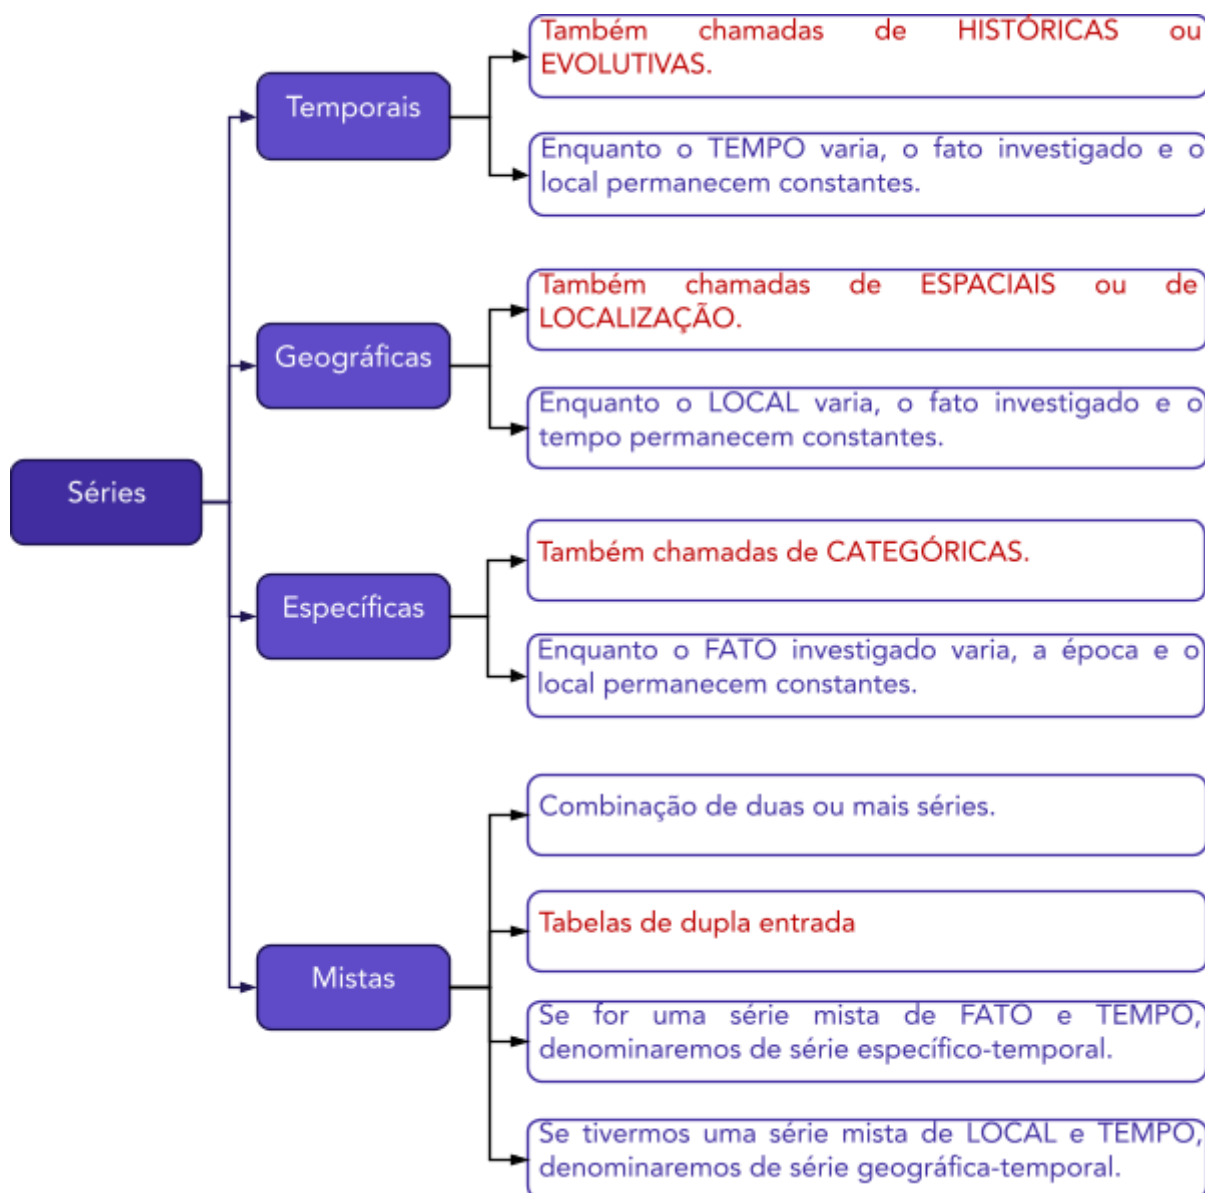 Séries
Temporais
Também chamadas de HISTÓRICAS ou
EVOLUTIVAS.
Enquanto o TEMPO varia, o fato investigado e o
local permanecem constantes.
Geográficas
Também chamadas de ESPACIAIS ou de
LOCALIZAÇÃO.
Enquanto o LOCAL varia, o fato investigado e o
tempo permanecem constantes.
Específicas
Também chamadas de CATEGÓRICAS.
Enquanto o FATO investigado varia, a época e o
local permanecem constantes.
Mistas
Combinação de duas ou mais séries.
Tabelas de dupla entrada
Se for uma série mista de FATO e TEMPO,
denominaremos de série específico-temporal.
Se tivermos uma série mista de LOCAL e TEMPO,
denominaremos de série geográfica-temporal.